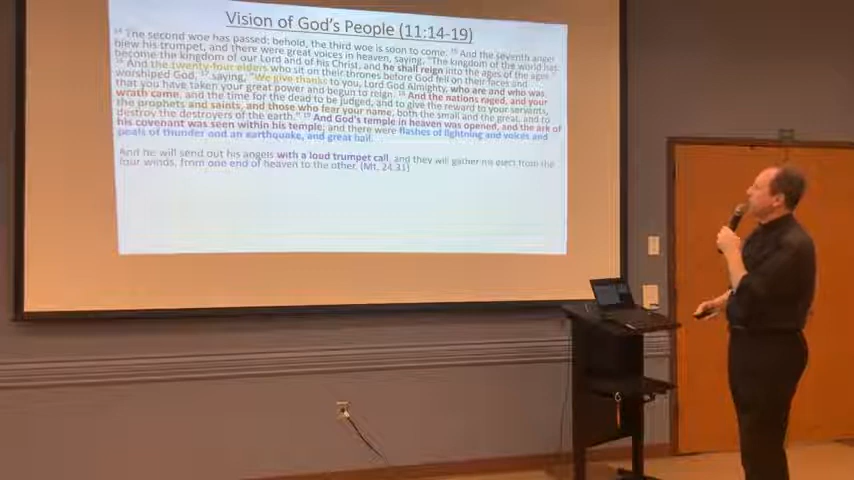 Vision of God's People (11:14-19)
14 The second woe has passed; behold, the third woe is soon to come. 15 And the seventh angel
blew his trumpet, and there were great voices in heaven, saying, "The kingdom of the world has
become the kingdom of our Lord and of his Christ, and he shall reign into the ages of the ages."
16 And the twenty-four elders who sit on their thrones before God fell on their faces and
worshiped God, 17 saying, "We give thanks to you, Lord God Almighty, who are and who was,
that you have taken your great power and begun to reign. 18 And the nations raged, and your
wrath came, and the time for the dead to be judged, and to give the reward to your servants,
the prophets and saints, and those who fear your name, both the small and the great, and to
destroy the destroyers of the earth." 19 And God's temple in heaven was opened, and the ark of
his covenant was seen within his temple; and there were flashes of lightning and voices and
peals of thunder and an earthquake, and great hail.
And he will send out his angels with a loud trumpet call, and they will gather his elect from the
four winds, from one end of heaven to the other. (Mt. 24.31)